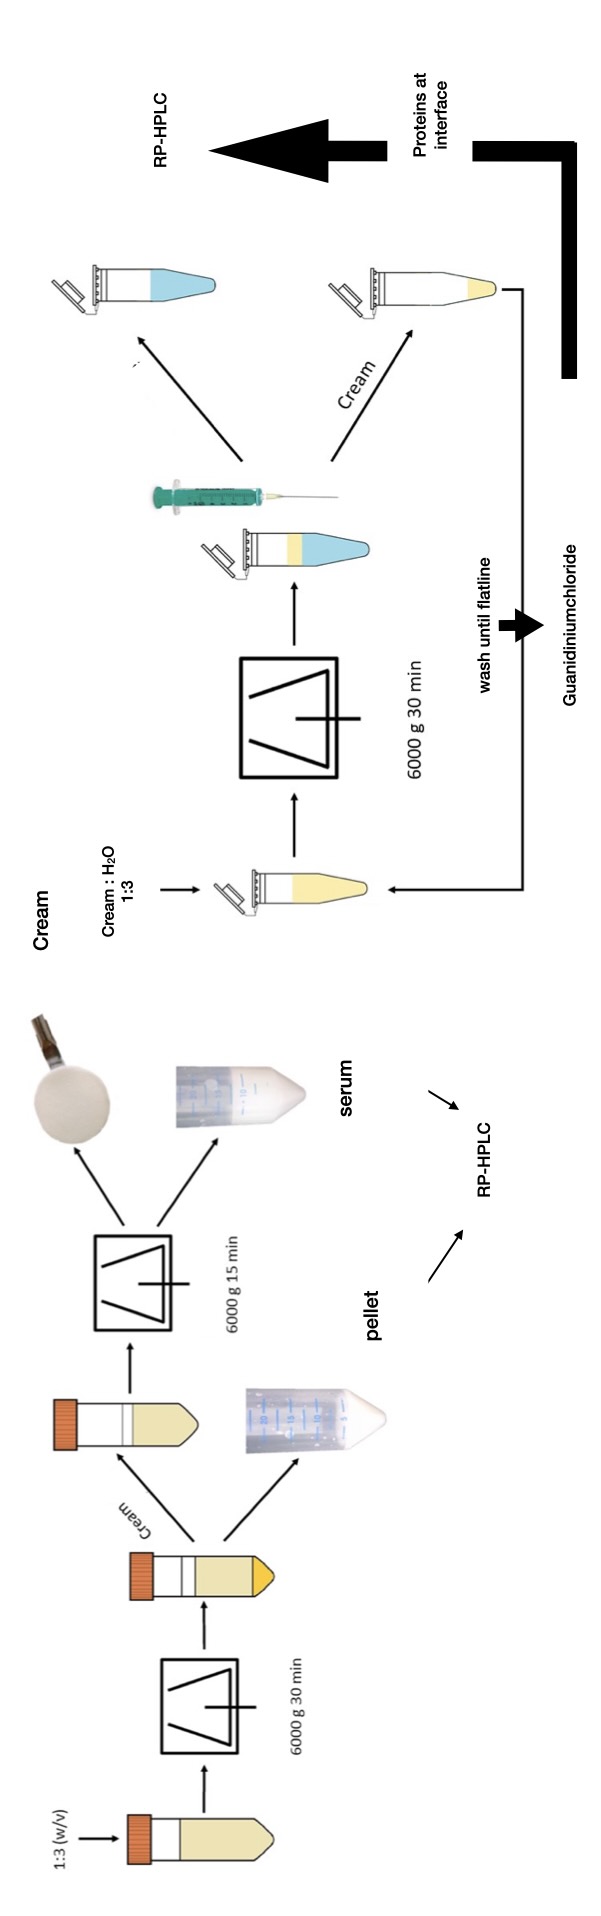 1:3 (w/v)
6000 g 30 min
Cream
pellet
6000 g 15 min
serum
RP-HPLC
Cream
Cream : H₂O
1:3
6000 g 30 min
Cream
wash until flatline
Guanidiniumchloride
Proteins at
interface
RP-HPLC